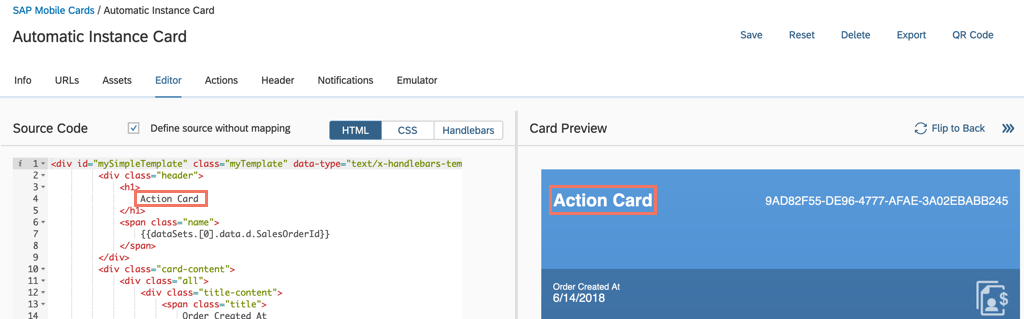 SAP Mobile Cards / Automatic Instance Card
Automatic Instance Card
Save Reset Delete Export QR Code
Info URLs Assets Editor Actions Header Notifications Emulator
Source Code Define source without mapping HTML CSS Handlebars
Card Preview Flip to Back
i 1 <div id="mySimpleTemplate" class="myTemplate" data-type="text/x-handlebars-tem
2 <div class="header">
3 <h1>
4 Action Card
5 </h1>
6 <span class="name">
7 {{dataSets.[0].data.d.SalesOrderId}}
8 </span>
9 </div>
10 <div class="card-content">
11 <div class="all">
12 <div class="title-content">
13 <span class="title">
14 Order Created At
Action Card 9AD82F55-DE96-4777-AFAE-3A02EBABB245
Order Created At
6/14/2018
$